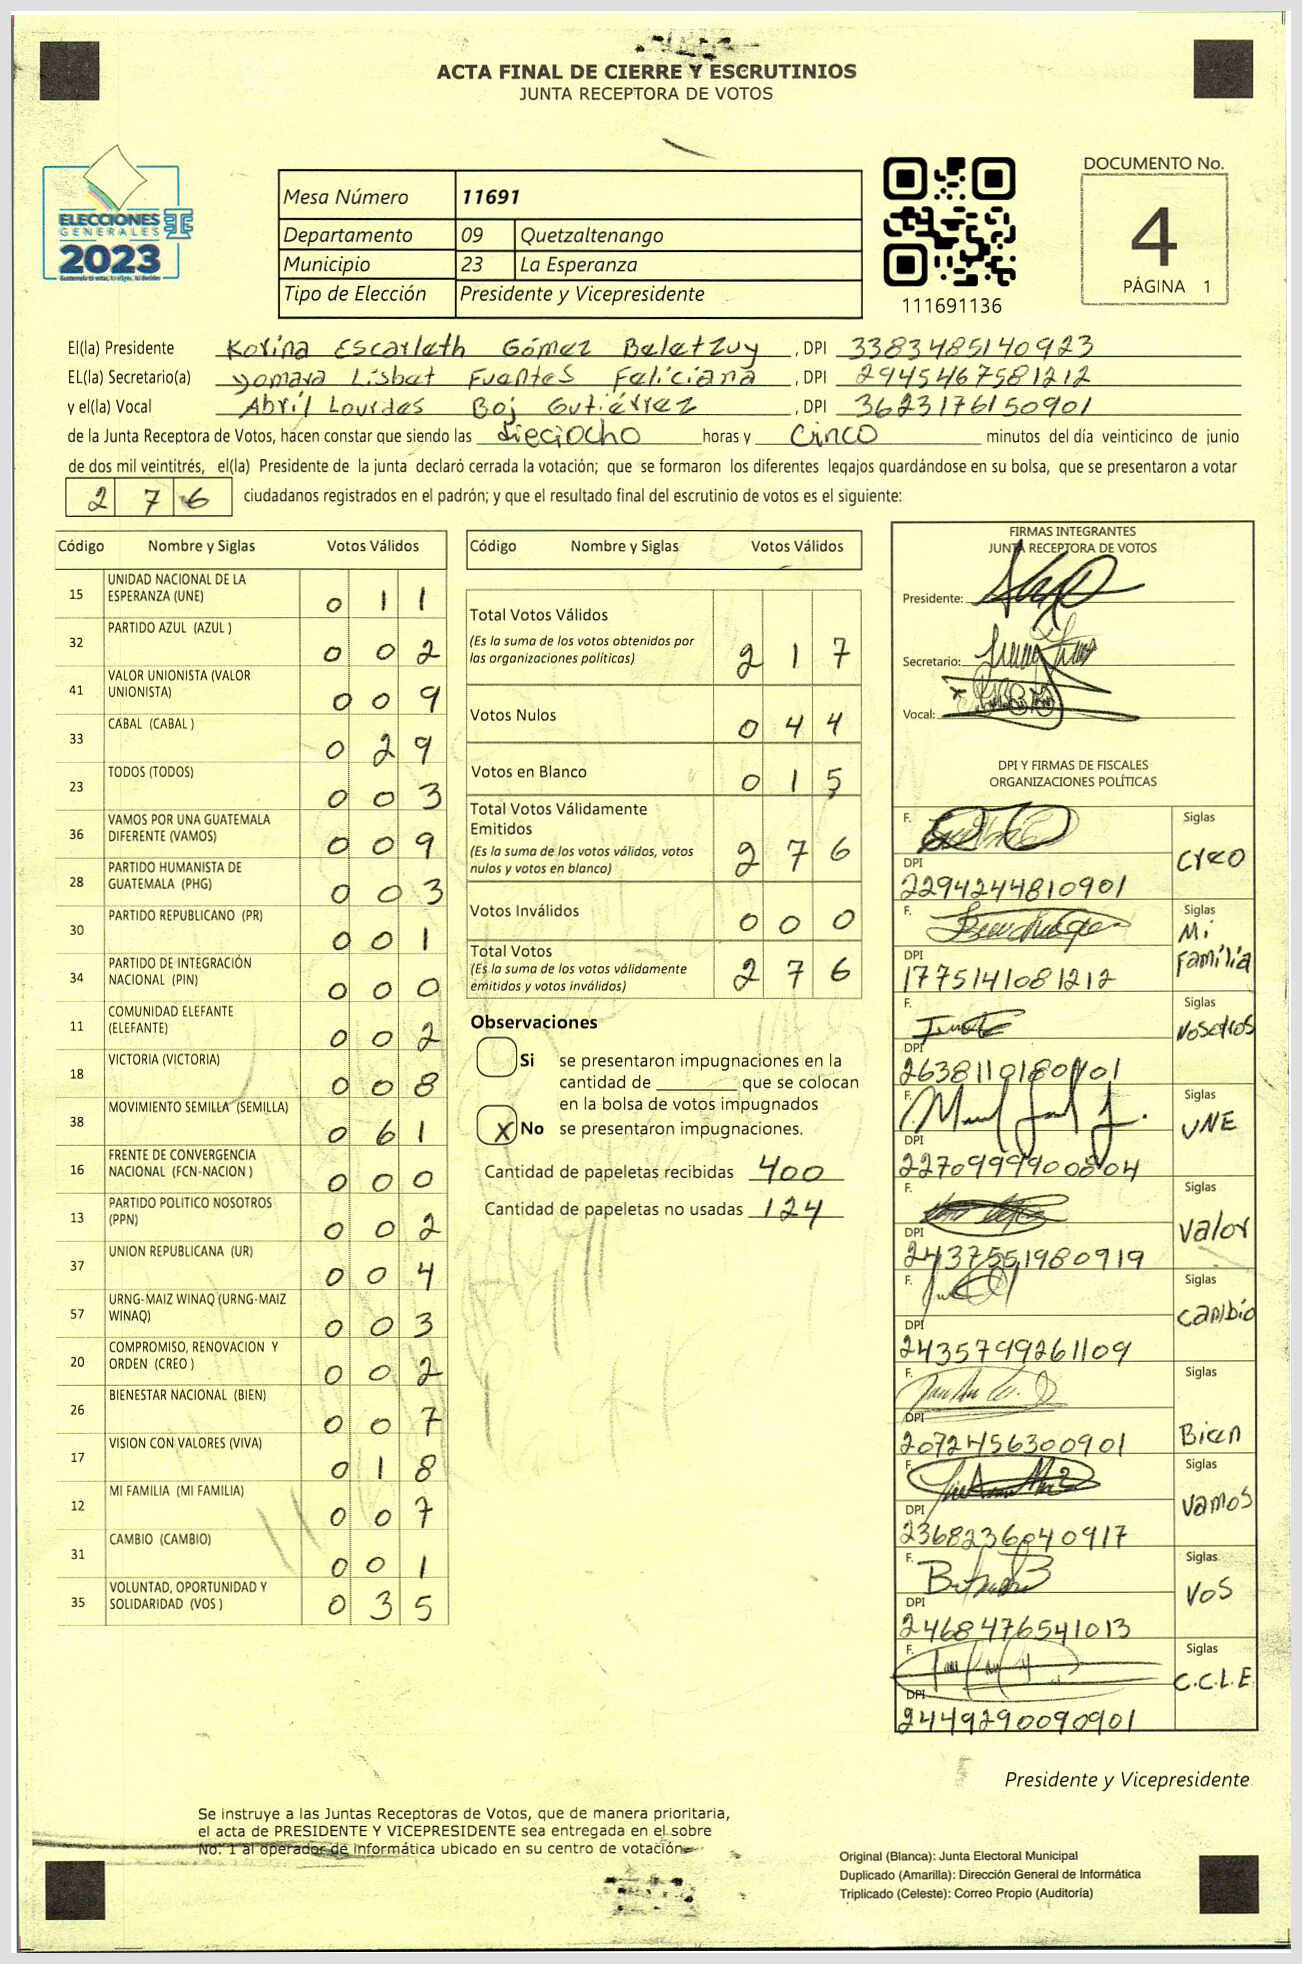 ACTA FINAL DE CIERRE Y ESCRUTINIOS
JUNTA RECEPTORA DE VOTOS
ELECCIONES
GENERALES
2023
Mesa Número 11691
Departamento 09 Quetzaltenango
Municipio 23 La Esperanza
Tipo de Elección Presidente y Vicepresidente
111691136
DOCUMENTO No.
4
PÁGINA 1
El(la) Presidente Korina Escarleth Gómez Beletzuy , DPI 3383485140923
EL(la) Secretario(a) Yomara Lisbet Fuentes Feliciana , DPI 2945467581212
y el(la) Vocal Abril Lourdes Boj Gutiérrez , DPI 3623176150901
de la Junta Receptora de Votos, hacen constar que siendo las Dieciocho horas y Cinco minutos del día veinticinco de junio
de dos mil veintitrés, el(la) Presidente de la junta declaró cerrada la votación; que se formaron los diferentes legajos guardándose en su bolsa, que se presentaron a votar
2 7 6 ciudadanos registrados en el padrón; y que el resultado final del escrutinio de votos es el siguiente:
Código Nombre y Siglas Votos Válidos
15 UNIDAD NACIONAL DE LA ESPERANZA (UNE) 0 1 1
32 PARTIDO AZUL (AZUL ) 0 0 2
41 VALOR UNIONISTA (VALOR UNIONISTA) 0 0 9
33 CABAL (CABAL ) 0 2 9
23 TODOS (TODOS) 0 0 3
36 VAMOS POR UNA GUATEMALA DIFERENTE (VAMOS) 0 0 9
28 PARTIDO HUMANISTA DE GUATEMALA (PHG) 0 0 3
30 PARTIDO REPUBLICANO (PR) 0 0 1
34 PARTIDO DE INTEGRACIÓN NACIONAL (PIN) 0 0 0
11 COMUNIDAD ELEFANTE (ELEFANTE) 0 0 2
18 VICTORIA (VICTORIA) 0 0 8
38 MOVIMIENTO SEMILLA (SEMILLA) 0 6 1
16 FRENTE DE CONVERGENCIA NACIONAL (FCN-NACION ) 0 0 0
13 PARTIDO POLITICO NOSOTROS (PPN) 0 0 2
37 UNION REPUBLICANA (UR) 0 0 4
57 URNG-MAIZ WINAQ (URNG-MAIZ WINAQ) 0 0 3
20 COMPROMISO, RENOVACION Y ORDEN (CREO ) 0 0 2
26 BIENESTAR NACIONAL (BIEN) 0 0 7
17 VISION CON VALORES (VIVA) 0 1 8
12 MI FAMILIA (MI FAMILIA) 0 0 7
31 CAMBIO (CAMBIO) 0 0 1
35 VOLUNTAD, OPORTUNIDAD Y SOLIDARIDAD (VOS ) 0 3 5
Código Nombre y Siglas Votos Válidos
Total Votos Válidos
(Es la suma de los votos obtenidos por las organizaciones políticas) 2 1 7
Votos Nulos 0 4 4
Votos en Blanco 0 1 5
Total Votos Válidamente Emitidos
(Es la suma de los votos válidos, votos nulos y votos en blanco) 2 7 6
Votos Inválidos 0 0 0
Total Votos
(Es la suma de los votos válidamente emitidos y votos inválidos) 2 7 6
Observaciones
Si se presentaron impugnaciones en la
cantidad de ________ que se colocan
en la bolsa de votos impugnados
X No se presentaron impugnaciones.
Cantidad de papeletas recibidas 400
Cantidad de papeletas no usadas 124
FIRMAS INTEGRANTES
JUNTA RECEPTORA DE VOTOS
Presidente:
Secretario:
Vocal:
DPI Y FIRMAS DE FISCALES
ORGANIZACIONES POLÍTICAS
F. Siglas
DPI Creo
2294244810901
F. Siglas
DPI Mi Familia
1775141081212
F. Siglas
DPI Nosotros
2638110180901
F. Siglas
DPI UNE
2270999900804
F. Siglas
DPI Valor
2437551980919
F. Siglas
DPI Cambio
2435799261109
F. Siglas
DPI Bien
2072456300901
F. Siglas
DPI Vamos
2368236040917
F. Siglas
DPI VOS
2468476541013
F. Siglas
DPI C.C.L.E
2449290090901
Presidente y Vicepresidente
Se instruye a las Juntas Receptoras de Votos, que de manera prioritaria,
el acta de PRESIDENTE Y VICEPRESIDENTE sea entregada en el sobre
No. 1 al operador de informática ubicado en su centro de votación
Original (Blanca): Junta Electoral Municipal
Duplicado (Amarilla): Dirección General de Informática
Triplicado (Celeste): Correo Propio (Auditoría)